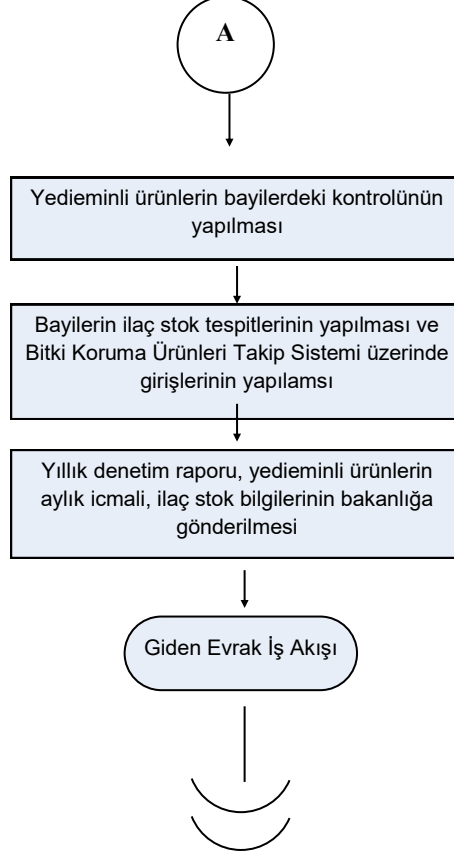 A
Yedieminli ürünlerin bayilerdeki kontrolünün
yapılması
Bayilerin ilaç stok tespitlerinin yapılması ve
Bitki Koruma Ürünleri Takip Sistemi üzerinde
girişlerinin yapılamsı
Yıllık denetim raporu, yedieminli ürünlerin
aylık icmali, ilaç stok bilgilerinin bakanlığa
gönderilmesi
Giden Evrak İş Akışı